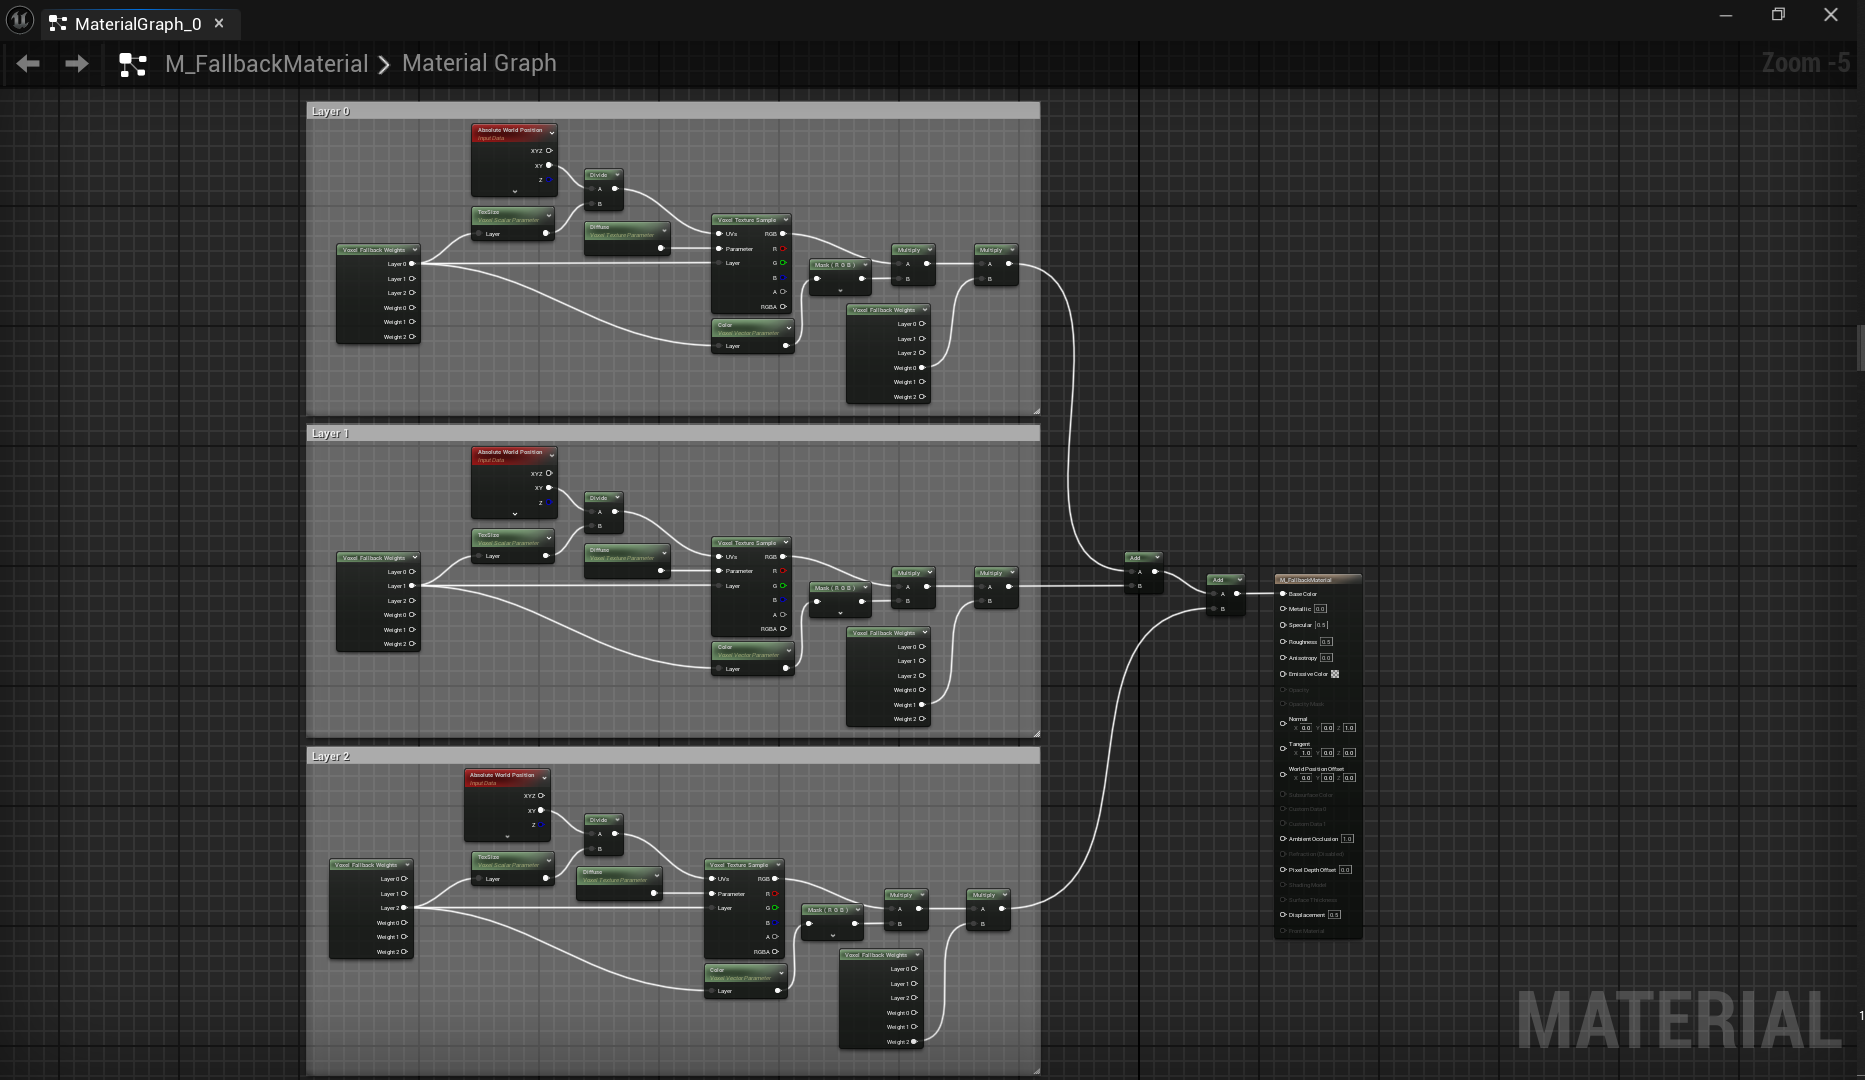 MaterialGraph_0
M_FallbackMaterial > Material Graph
Zoom -5
Layer 0
Absolute World Position
Input Data
XYZ
XY
Z
Divide
A
B
TexSize
Voxel Scalar Parameter
Layer
Diffuse
Voxel Texture Parameter
Voxel Texture Sample
UVs RGB
Parameter R
Layer G
B
A
RGBA
Voxel Fallback Weights
Layer 0
Layer 1
Layer 2
Weight 0
Weight 1
Weight 2
Mask ( R G B )
Multiply
A
B
Multiply
A
B
Color
Voxel Vector Parameter
Layer
Voxel Fallback Weights
Layer 0
Layer 1
Layer 2
Weight 0
Weight 1
Weight 2
Layer 1
Absolute World Position
Input Data
XYZ
XY
Z
Divide
A
B
TexSize
Voxel Scalar Parameter
Layer
Diffuse
Voxel Texture Parameter
Voxel Texture Sample
UVs RGB
Parameter R
Layer G
B
A
RGBA
Voxel Fallback Weights
Layer 0
Layer 1
Layer 2
Weight 0
Weight 1
Weight 2
Mask ( R G B )
Multiply
A
B
Multiply
A
B
Color
Voxel Vector Parameter
Layer
Voxel Fallback Weights
Layer 0
Layer 1
Layer 2
Weight 0
Weight 1
Weight 2
Layer 2
Absolute World Position
Input Data
XYZ
XY
Z
Divide
A
B
TexSize
Voxel Scalar Parameter
Layer
Diffuse
Voxel Texture Parameter
Voxel Texture Sample
UVs RGB
Parameter R
Layer G
B
A
RGBA
Voxel Fallback Weights
Layer 0
Layer 1
Layer 2
Weight 0
Weight 1
Weight 2
Mask ( R G B )
Multiply
A
B
Multiply
A
B
Color
Voxel Vector Parameter
Layer
Voxel Fallback Weights
Layer 0
Layer 1
Layer 2
Weight 0
Weight 1
Weight 2
Add
A
B
Add
A
B
M_FallbackMaterial
Base Color
Metallic 0.0
Specular 0.5
Roughness 0.5
Anisotropy 0.0
Emissive Color
Opacity
Opacity Mask
Normal
X 0.0 Y 0.0 Z 1.0
Tangent
X 1.0 Y 0.0 Z 0.0
World Position Offset
X 0.0 Y 0.0 Z 0.0
Subsurface Color
Custom Data 0
Custom Data 1
Ambient Occlusion 1.0
Refraction (Disabled)
Pixel Depth Offset 0.0
Shading Model
Surface Thickness
Displacement 0.5
Front Material
MATERIAL
1